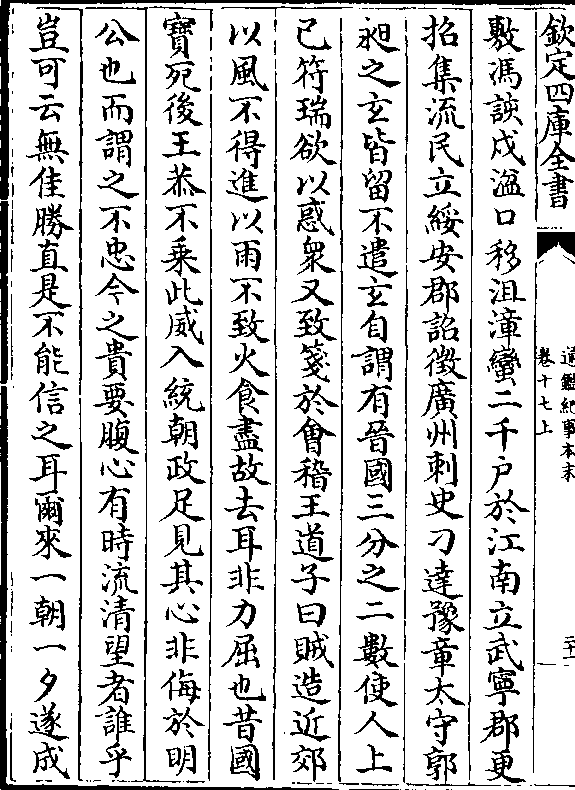 欽定四庫全書
通鑑紀事本末
卷十七上
二十一
敷馮該戍湓口移沮漳蠻二千戸於江南立武寧郡更
招集流民立綏安郡詔徵廣州刺史刁逵豫章太守郭
昶之玄皆留不遣玄自謂有晉國三分之二數使人上
己符瑞欲以惑衆又致箋於會稽王道子曰賊造近郊
以風不得進以雨不致火食盡故去耳非力屈也昔國
寶死後王恭不乗此威入統朝政足見其心非侮於明
公也而謂之不忠今之貴要腹心有時流清望者誰乎
豈可云無佳勝直是不能信之耳爾來一朝一夕遂成